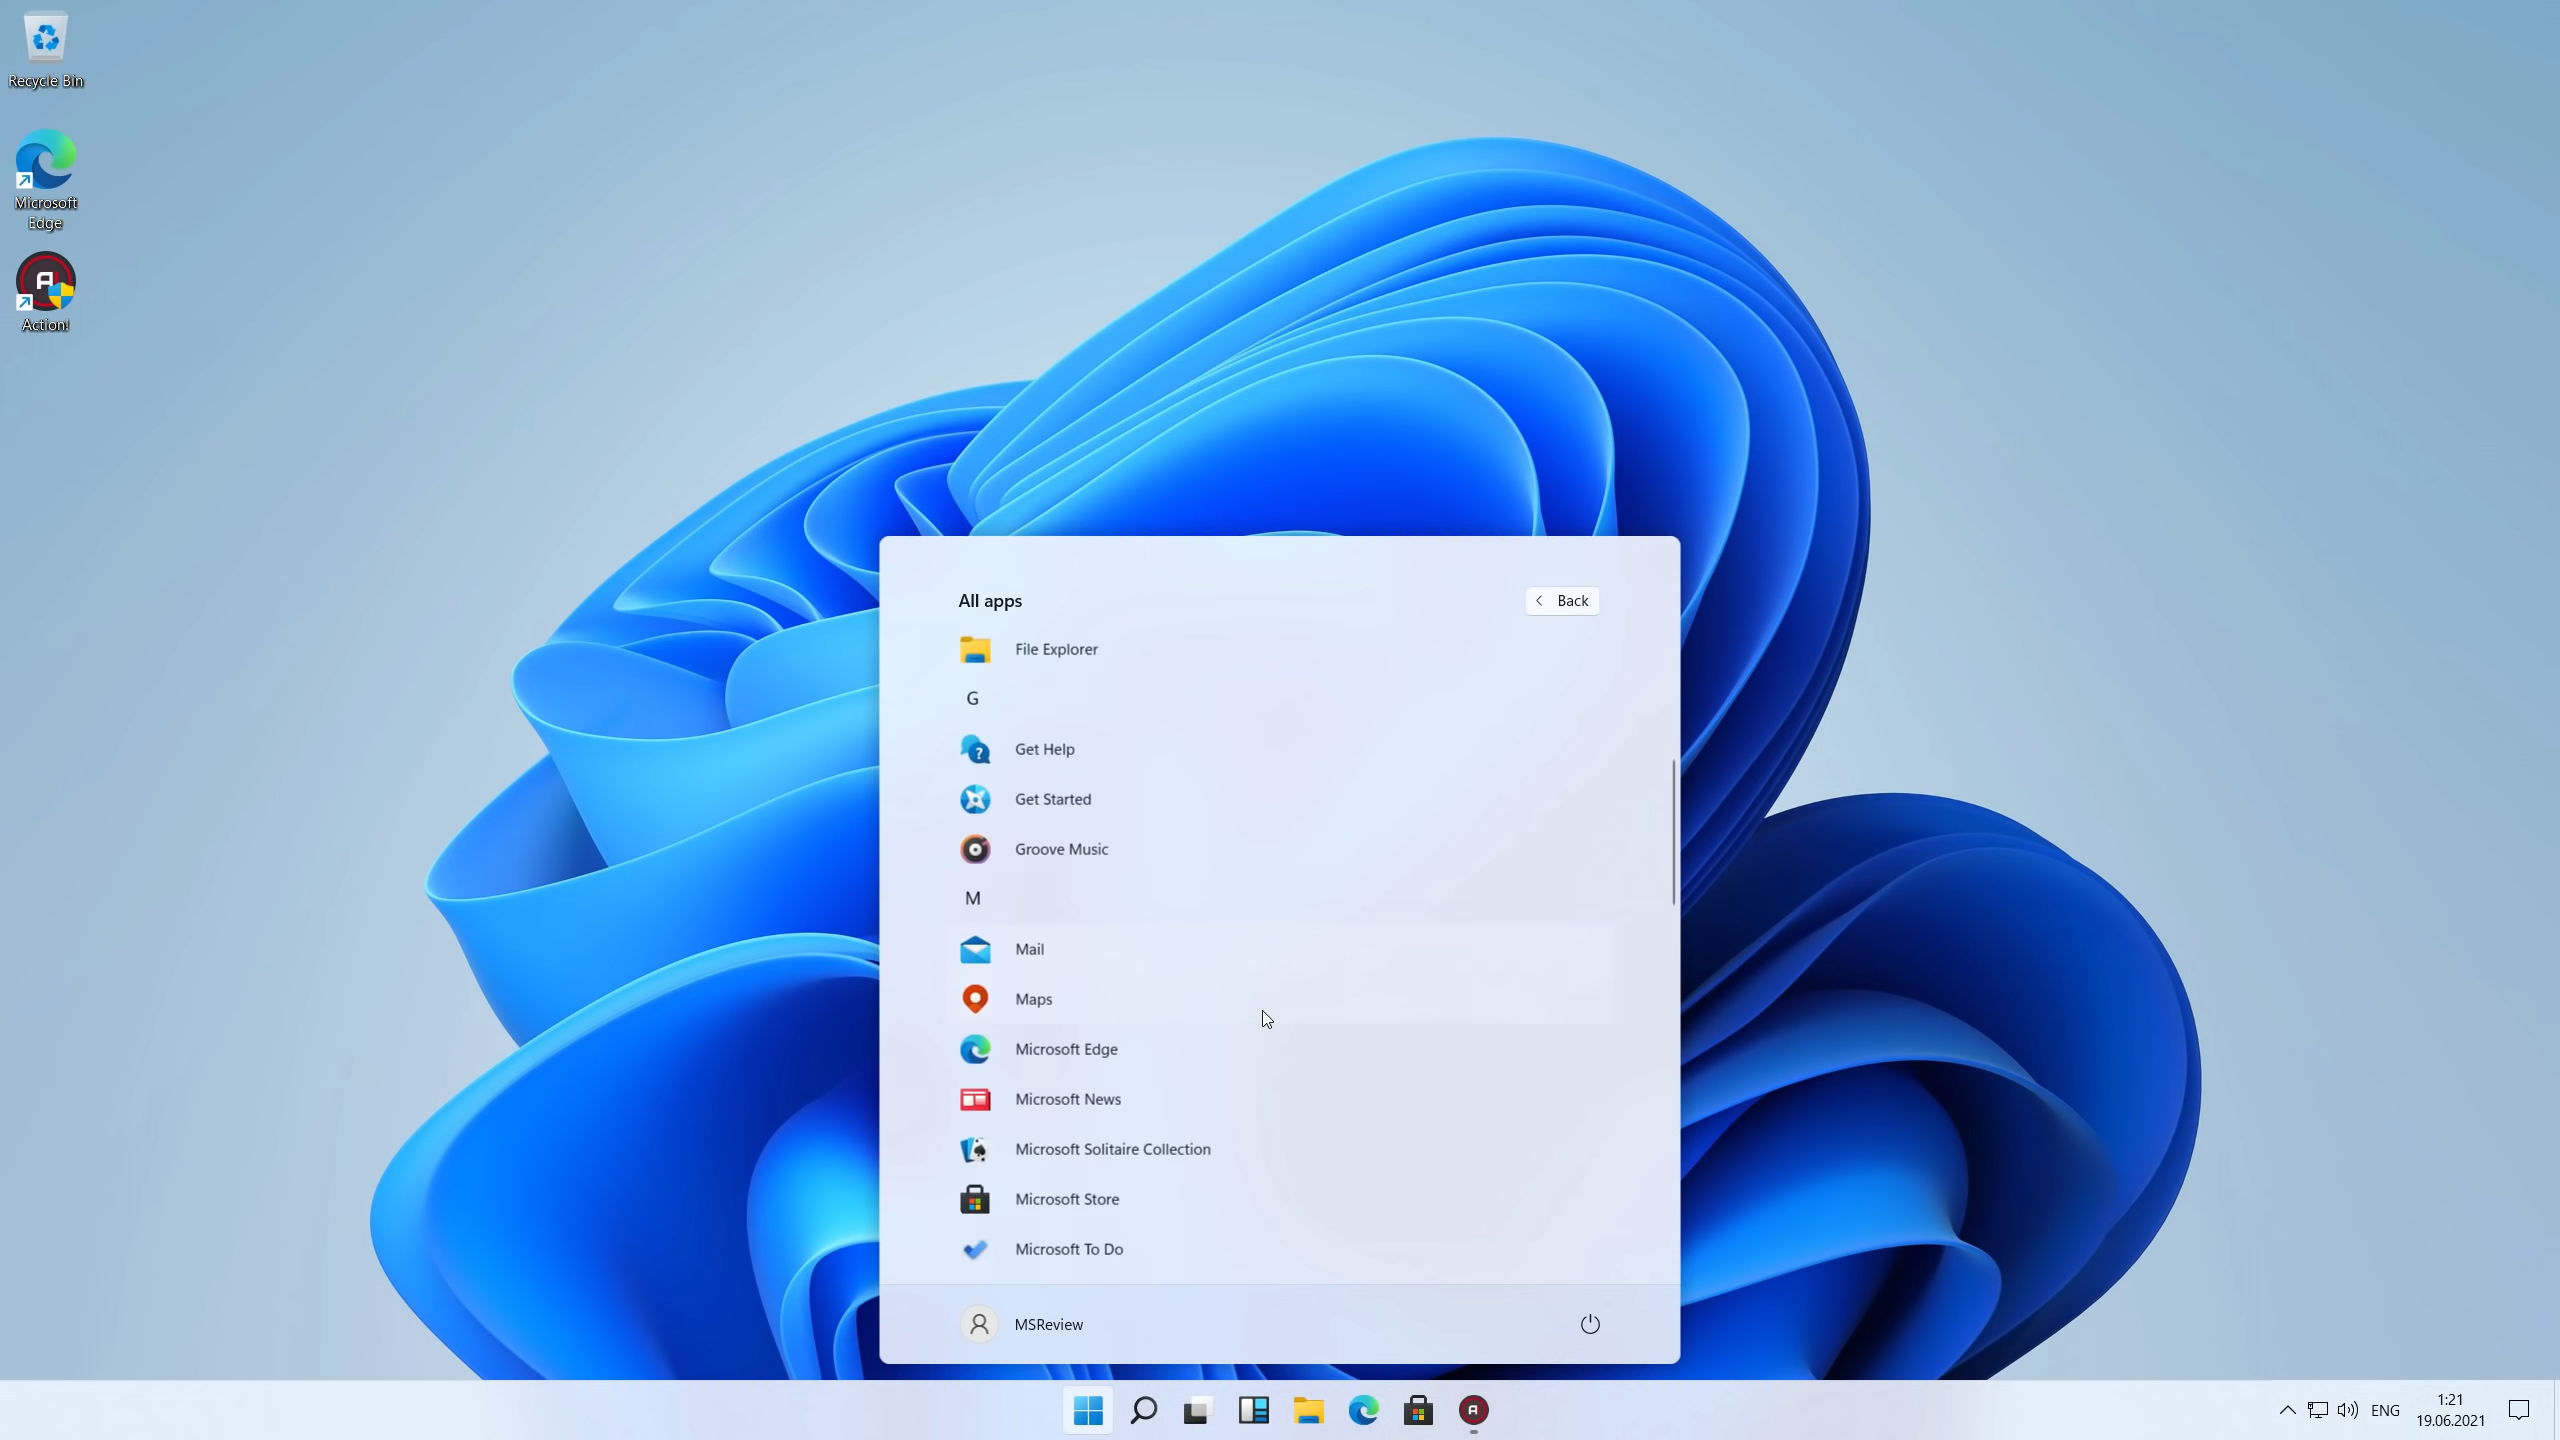 Recycle Bin
Microsoft
Edge
Action!
All apps
Back
File Explorer
G
Get Help
Get Started
Groove Music
M
Mail
Maps
Microsoft Edge
Microsoft News
Microsoft Solitaire Collection
Microsoft Store
Microsoft To Do
MSReview
ENG
1:21
19.06.2021